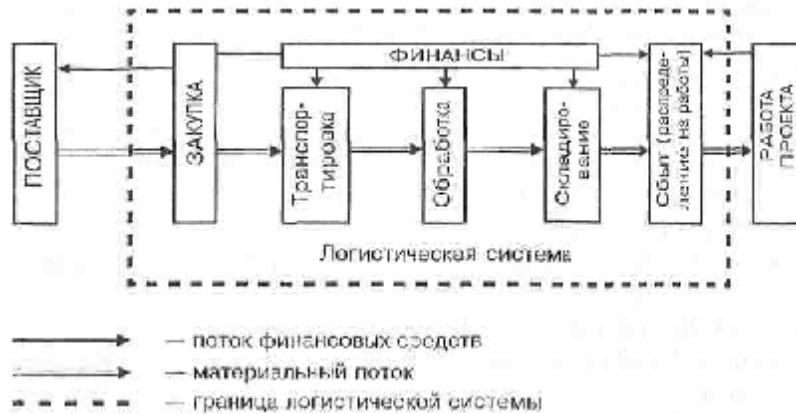 ПОСТАВЩИК
ЗАКУПКА
ФИНАНСЫ
Транспор-
тировка
Обработка
Складиро-
вание
Сбыт (распреде-
ление на работы)
РАБОТА
ПРОЕКТА
Логистическая система
— поток финансовых средств
— материальный поток
— граница логистической системы